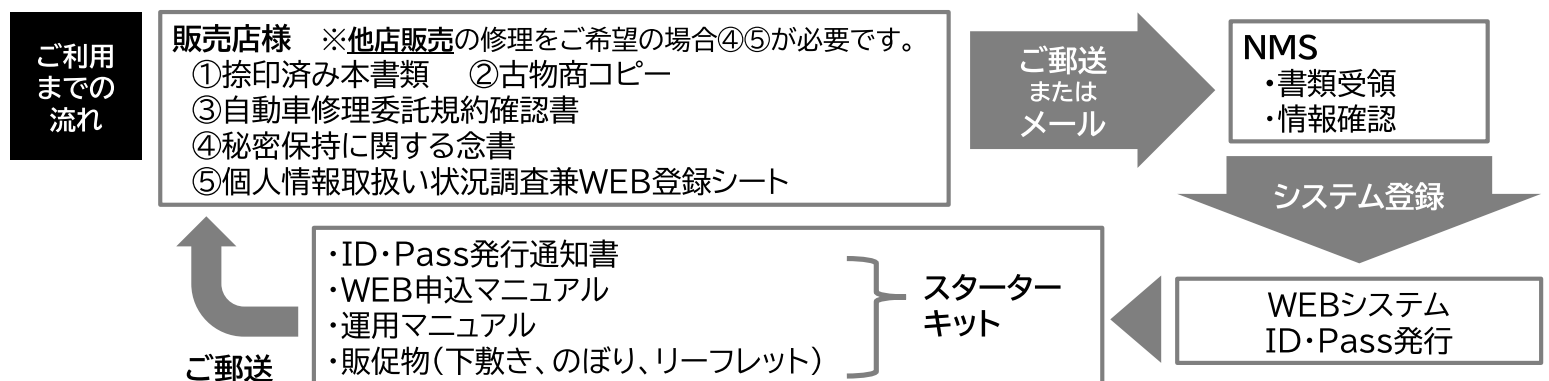 ご利用
までの
流れ
販売店様 ※他店販売の修理をご希望の場合④⑤が必要です。
①捺印済み本書類 ②古物商コピー
③自動車修理委託規約確認書
④秘密保持に関する念書
⑤個人情報取扱い状況調査兼WEB登録シート
ご郵送
または
メール
NMS
・書類受領
・情報確認
システム登録
WEBシステム
ID・Pass発行
・ID・Pass発行通知書
・WEB申込マニュアル
・運用マニュアル
・販促物(下敷き、のぼり、リーフレット)
スターター
キット
ご郵送